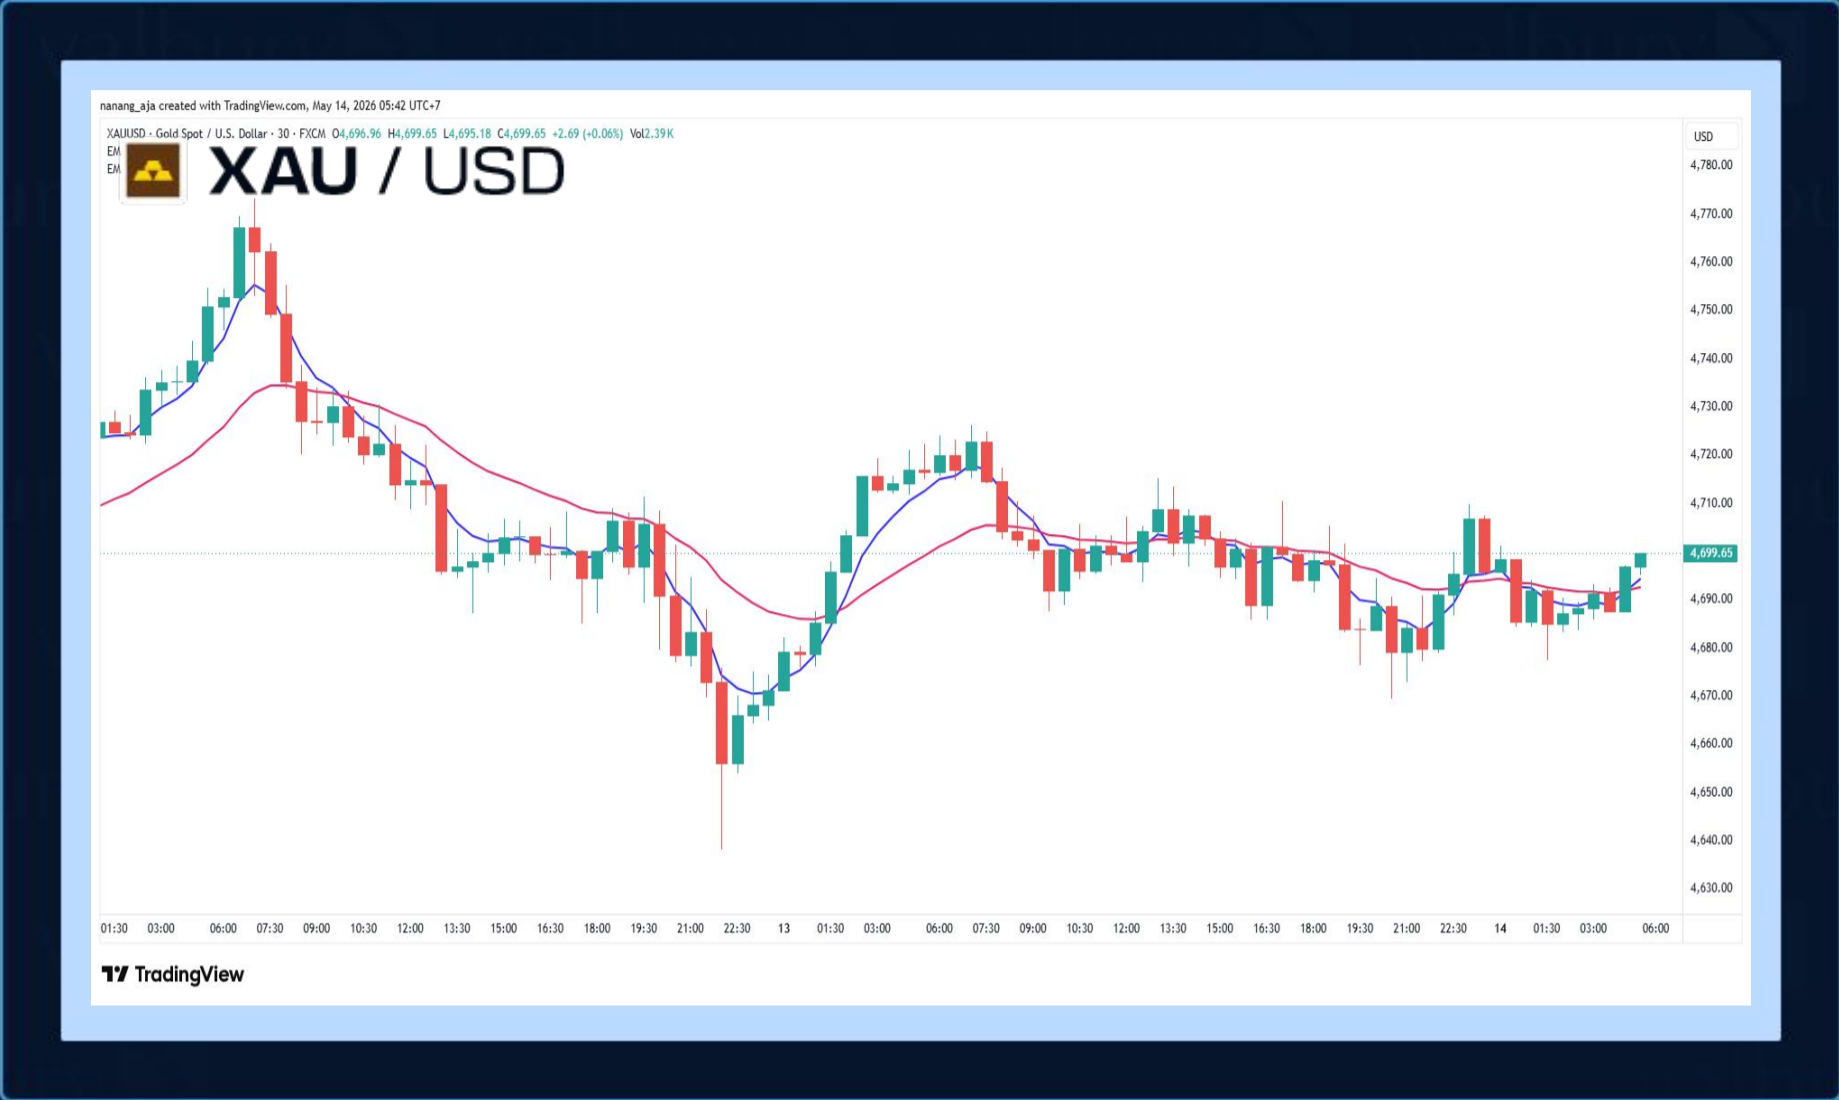 nanang_aja created with TradingView.com, May 14, 2026 05:42 UTC+7
XAUUSD · Gold Spot / U.S. Dollar · 30 · FXCM O4,696.96 H4,699.65 L4,695.18 C4,699.65 +2.69 (+0.06%) Vol2.39K
EM
EM
XAU / USD
USD
4,780.00
4,770.00
4,760.00
4,750.00
4,740.00
4,730.00
4,720.00
4,710.00
4,699.65
4,690.00
4,680.00
4,670.00
4,660.00
4,650.00
4,640.00
4,630.00
01:30 03:00 06:00 07:30 09:00 10:30 12:00 13:30 15:00 16:30 18:00 19:30 21:00 22:30 13 01:30 03:00 06:00 07:30 09:00 10:30 12:00 13:30 15:00 16:30 18:00 19:30 21:00 22:30 14 01:30 03:00 06:00
TradingView